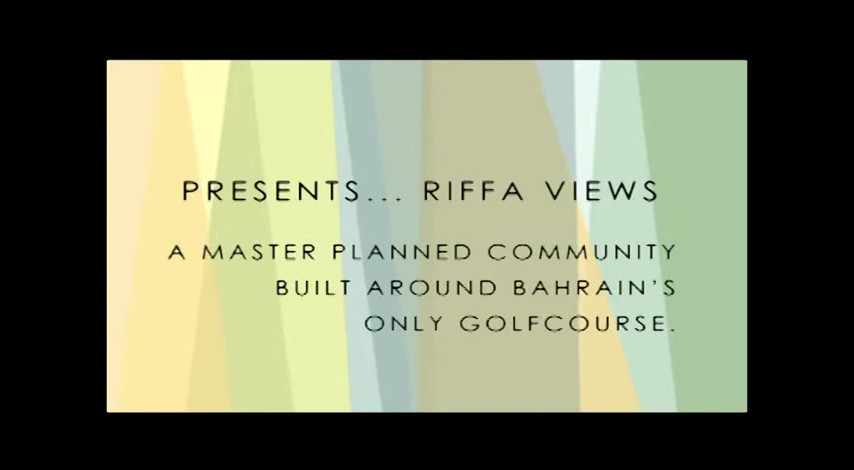 PRESENTS... RIFFA VIEWS
A MASTER PLANNED COMMUNITY
BUILT AROUND BAHRAIN'S
ONLY GOLFCOURSE.